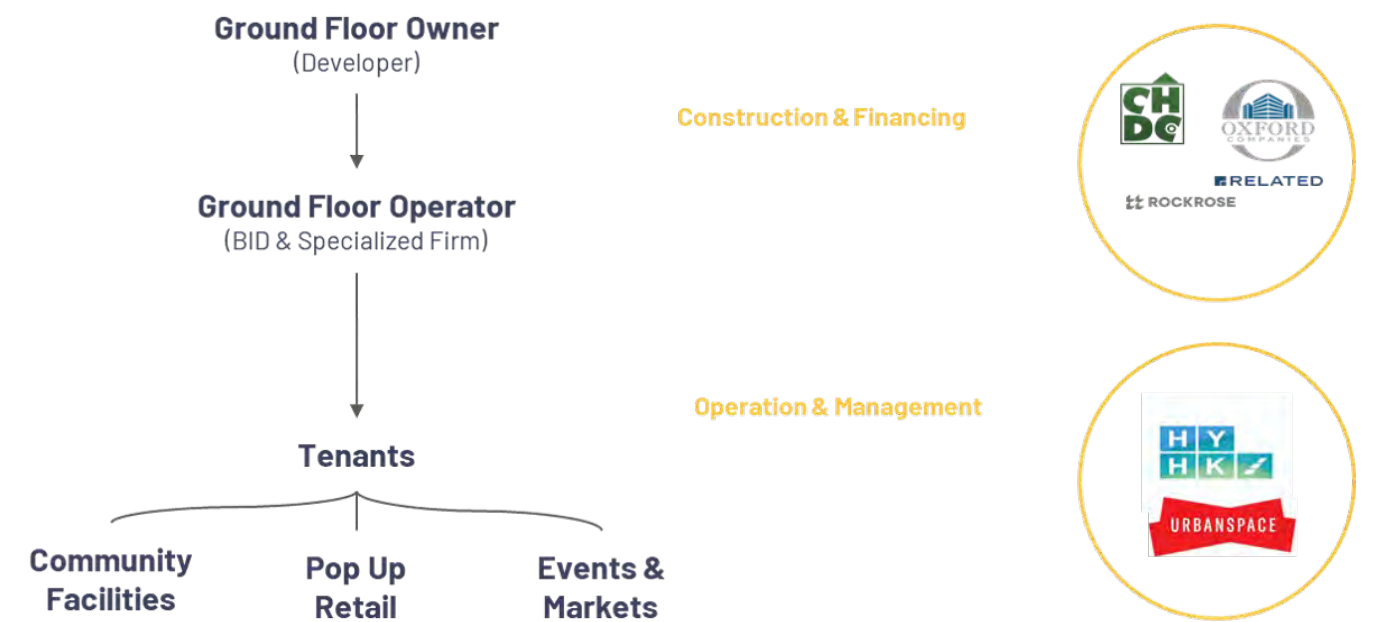 Ground Floor Owner
(Developer)
Construction & Financing
CH
DC
OXFORD
COMPANIES
RELATED
ROCKROSE
Ground Floor Operator
(BID & Specialized Firm)
Operation & Management
HY
HK
URBANSPACE
Tenants
Community
Facilities
Pop Up
Retail
Events &
Markets